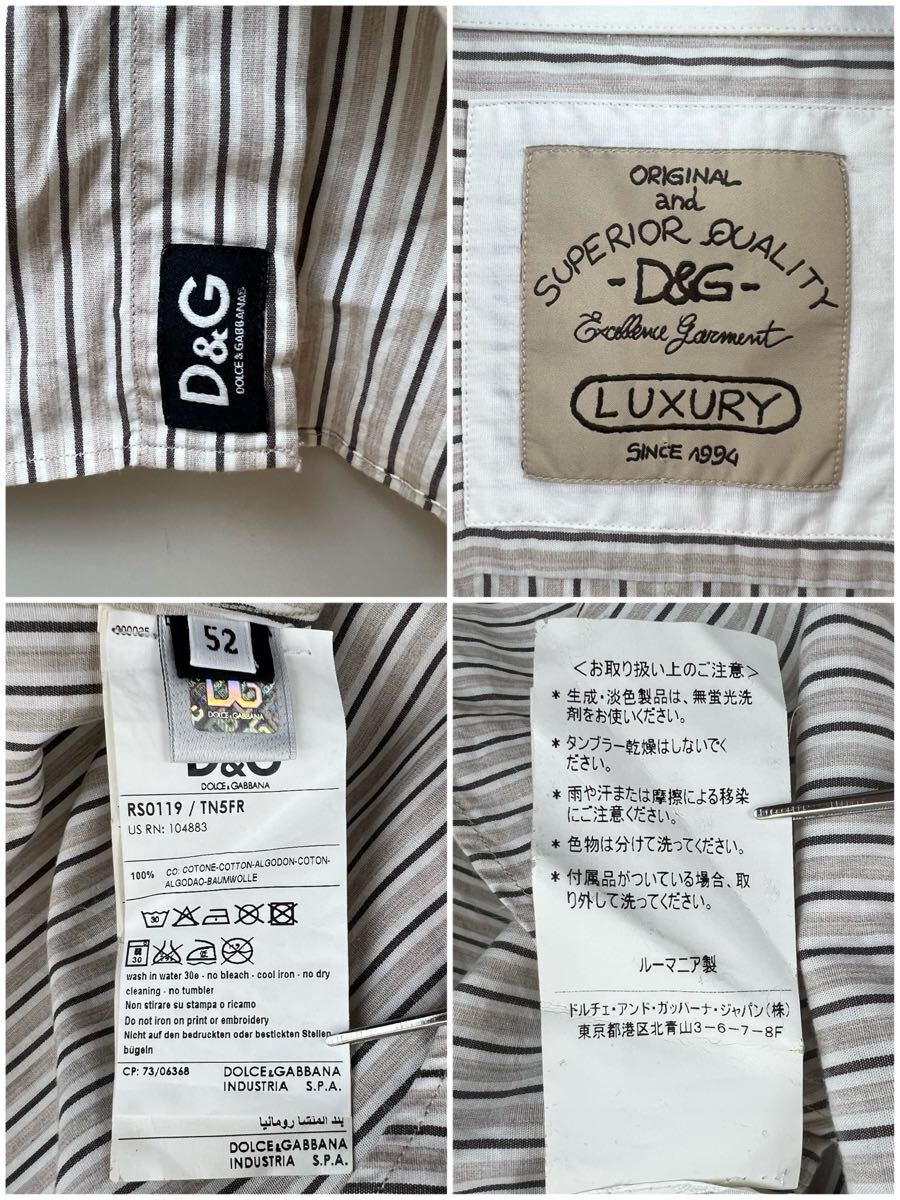 D&G
DOLCE & GABBANA
ORIGINAL
and
SUPERIOR QUALITY
-D&G-
Excellence garment
LUXURY
SINCE 1994
52
DG
DOLCE & GABBANA
D&G
DOLCE & GABBANA
RS0119 / TN5FR
US RN: 104883
100% CO: COTONE-COTTON-ALGODON-COTON-
ALGODAO-BAUMWOLLE
wash in water 30e - no bleach - cool iron - no dry
cleaning - no tumbler
Non stirare su stampa o ricamo
Do not iron on print or embroidery
Nicht auf den bedruckten oder bestickten Stellen
bügeln
CP: 73/06368 DOLCE&GABBANA
INDUSTRIA S.P.A.
بلد المنشا رومانيا
DOLCE&GABBANA
INDUSTRIA S.P.A.
<お取り扱い上のご注意>
* 生成・淡色製品は、無蛍光洗
剤をお使いください。
* タンブラー乾燥はしないでく
ださい。
* 雨や汗または摩擦による移染
にご注意ください。
* 色物は分けて洗ってください。
* 付属品がついている場合、取
り外して洗ってください。
ルーマニア製
ドルチェ・アンド・ガッバーナ・ジャパン(株)
東京都港区北青山3-6-7-8F